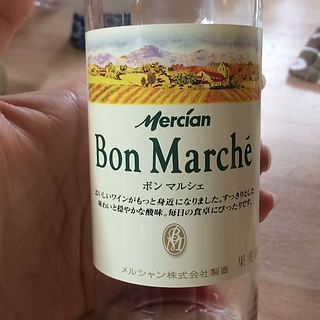 Mercian
Bon Marché
ボン マルシェ
おいしいワインがもっと身近になりました。すっきりとした
味わいと穏やかな酸味。毎日の食卓にぴったりです。
メルシャン株式会社製造
果実